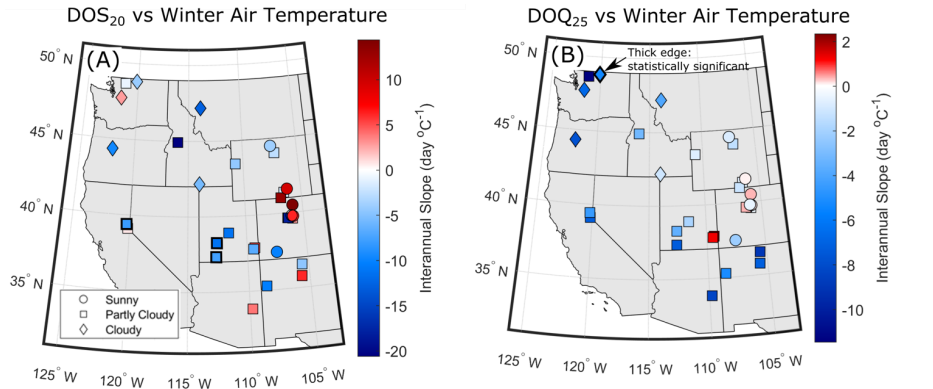 DOS20 vs Winter Air Temperature
(A)
50° N
45° N
40° N
35° N
125° W
120° W
115° W
110° W
105° W
Sunny
Partly Cloudy
Cloudy
10
5
0
-5
-10
-15
-20
Interannual Slope (day °C⁻¹)
DOQ25 vs Winter Air Temperature
(B)
Thick edge:
statistically significant
50° N
45° N
40° N
35° N
125° W
120° W
115° W
110° W
105° W
2
0
-2
-4
-6
-8
-10
Interannual Slope (day °C⁻¹)